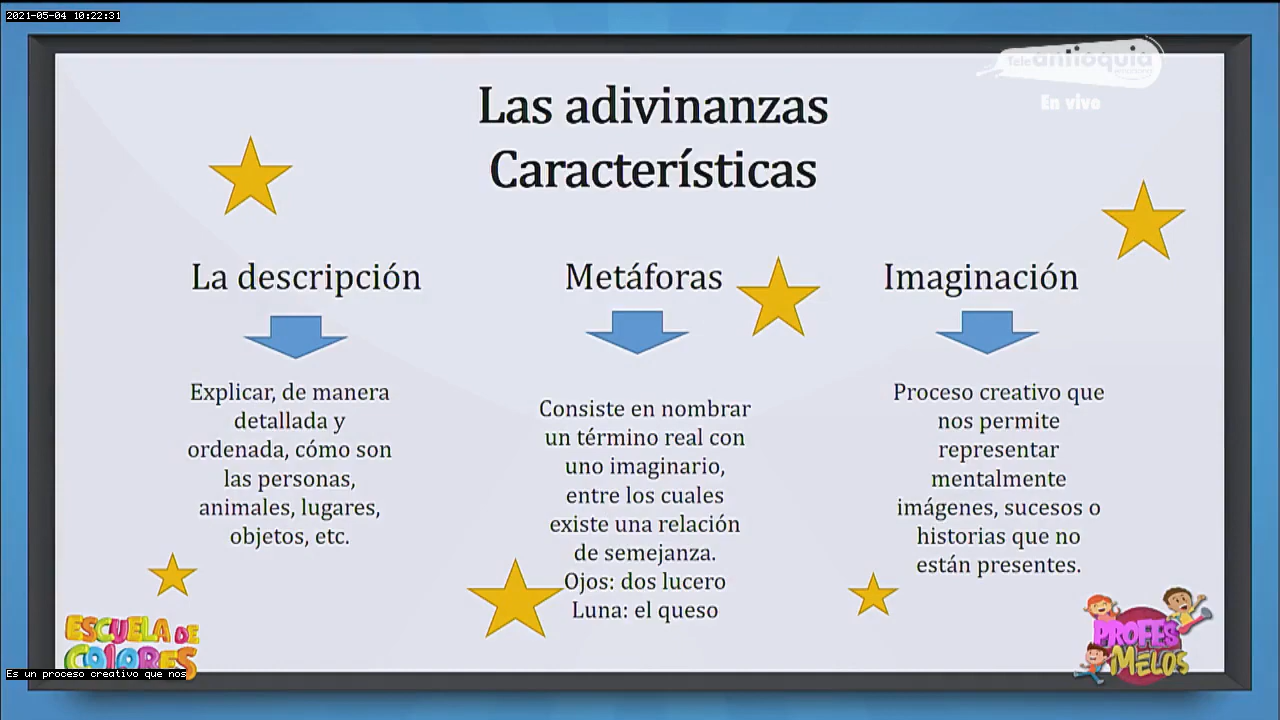 2021-05-04 10:22:31
Teleantioquia
En vivo
Las adivinanzas
Características
La descripción
Explicar, de manera
detallada y
ordenada, cómo son
las personas,
animales, lugares,
objetos, etc.
Metáforas
Consiste en nombrar
un término real con
uno imaginario,
entre los cuales
existe una relación
de semejanza.
Ojos: dos lucero
Luna: el queso
Imaginación
Proceso creativo que
nos permite
representar
mentalmente
imágenes, sucesos o
historias que no
están presentes.
ESCUELA DE
COLORES
PROFES
MELOS
Es un proceso creativo que nos